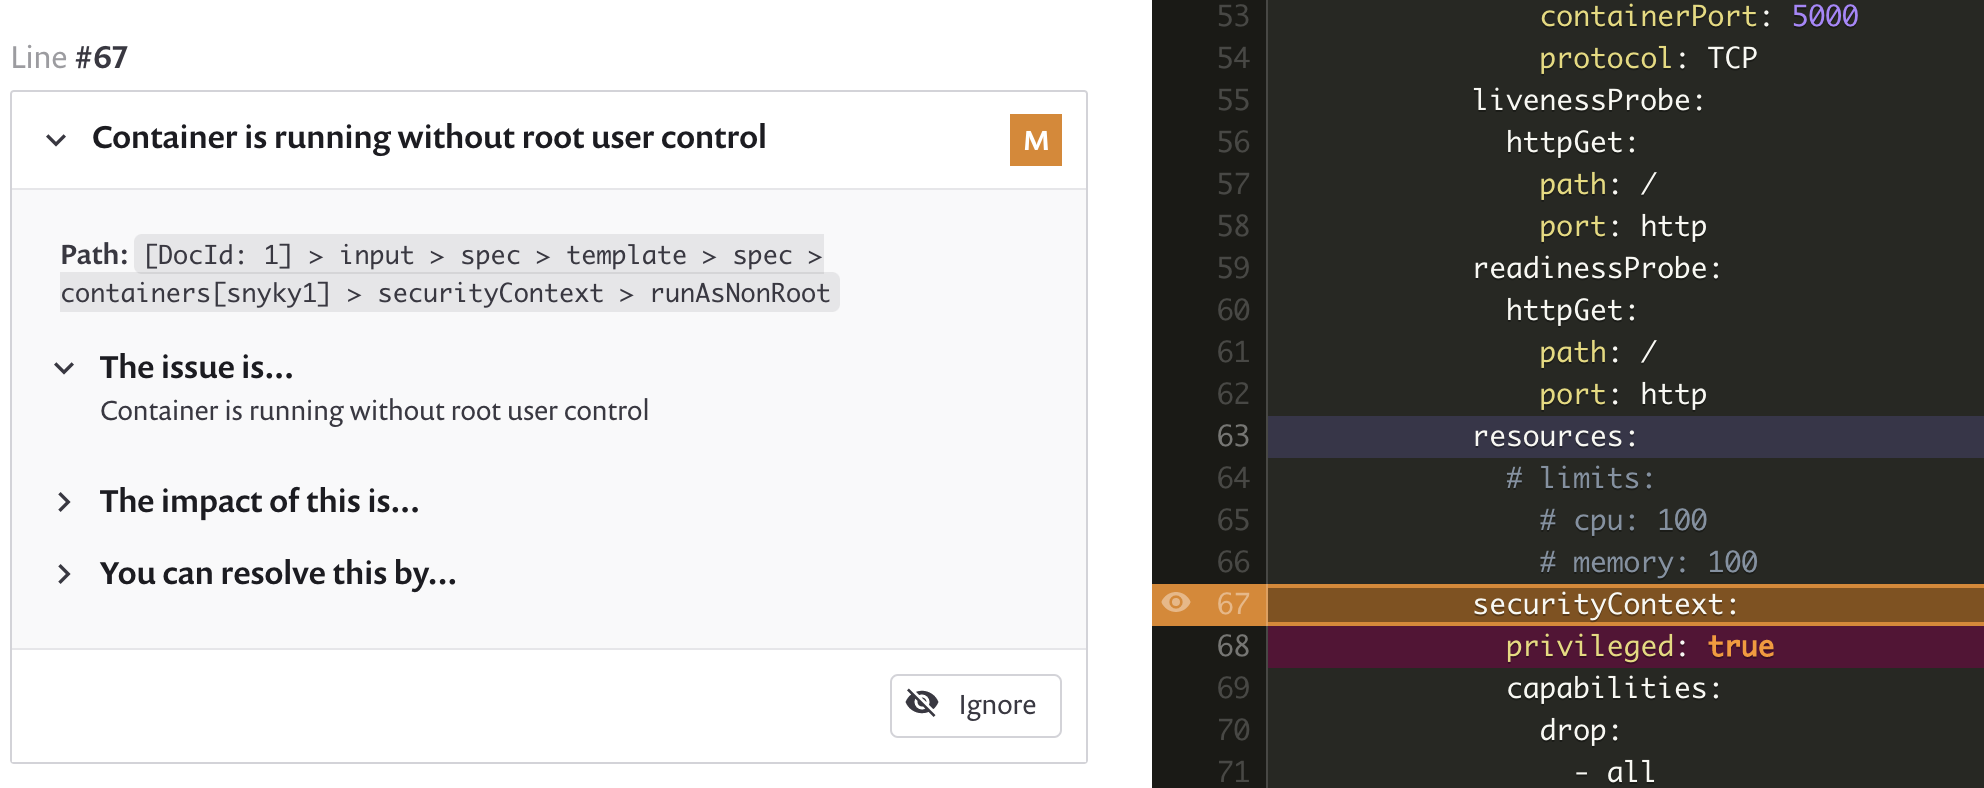 Line #67
Container is running without root user control
M
Path: [DocId: 1] > input > spec > template > spec >
containers[snyky1] > securityContext > runAsNonRoot
The issue is...
Container is running without root user control
The impact of this is...
You can resolve this by...
Ignore
53 containerPort: 5000
54 protocol: TCP
55 livenessProbe:
56 httpGet:
57 path: /
58 port: http
59 readinessProbe:
60 httpGet:
61 path: /
62 port: http
63 resources:
64 # limits:
65 # cpu: 100
66 # memory: 100
67 securityContext:
68 privileged: true
69 capabilities:
70 drop:
71 - all